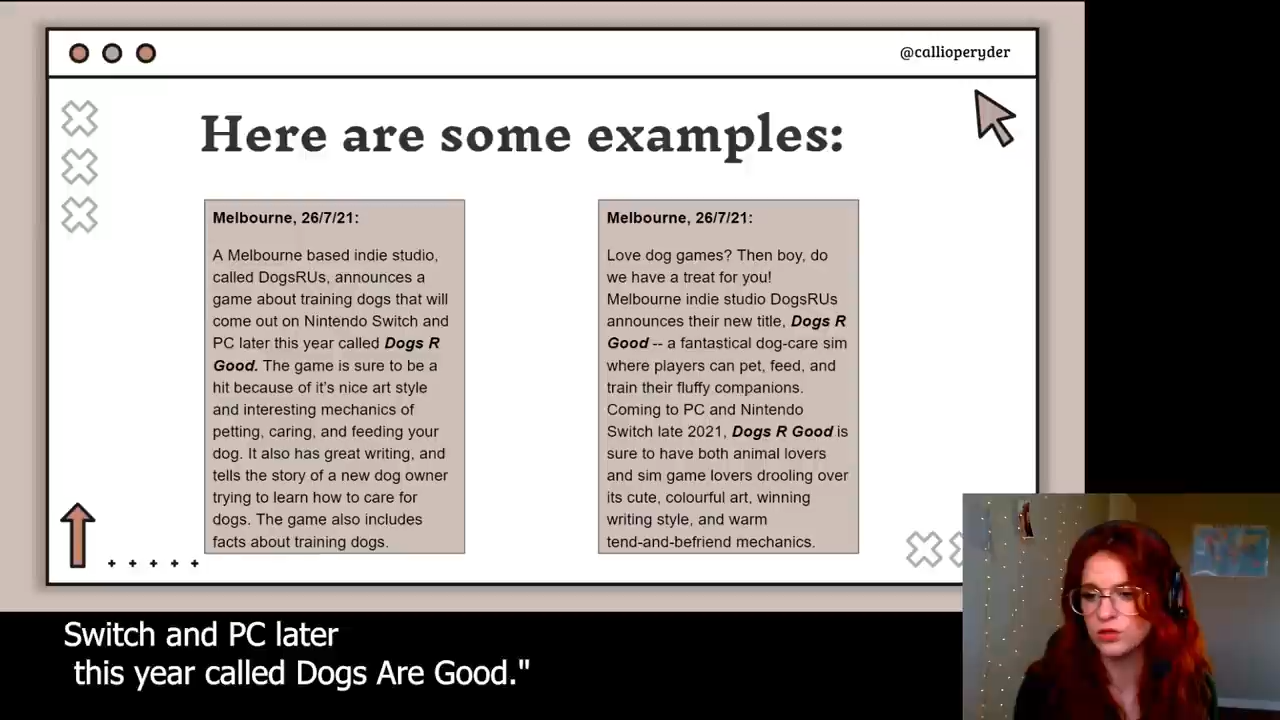 @callioperyder
Here are some examples:
Melbourne, 26/7/21:
A Melbourne based indie studio,
called DogsRUs, announces a
game about training dogs that will
come out on Nintendo Switch and
PC later this year called Dogs R
Good. The game is sure to be a
hit because of it's nice art style
and interesting mechanics of
petting, caring, and feeding your
dog. It also has great writing, and
tells the story of a new dog owner
trying to learn how to care for
dogs. The game also includes
facts about training dogs.
Melbourne, 26/7/21:
Love dog games? Then boy, do
we have a treat for you!
Melbourne indie studio DogsRUs
announces their new title, Dogs R
Good -- a fantastical dog-care sim
where players can pet, feed, and
train their fluffy companions.
Coming to PC and Nintendo
Switch late 2021, Dogs R Good is
sure to have both animal lovers
and sim game lovers drooling over
its cute, colourful art, winning
writing style, and warm
tend-and-befriend mechanics.
Switch and PC later
this year called Dogs Are Good."